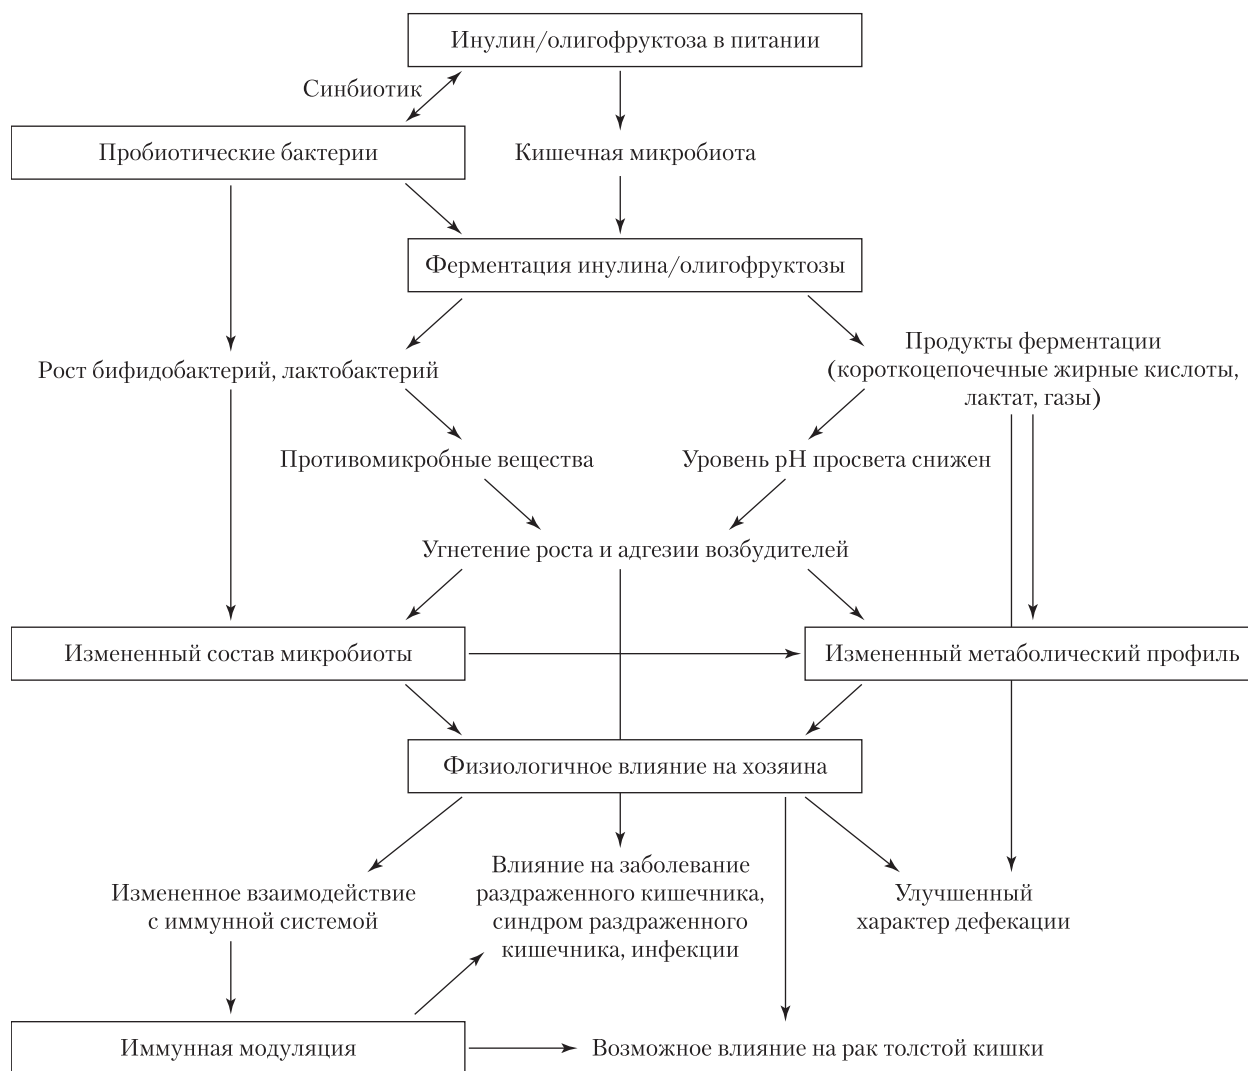 Инулин/олигофруктоза в питании
Синбиотик
Пробиотические бактерии
Кишечная микробиота
Ферментация инулина/олигофруктозы
Рост бифидобактерий, лактобактерий
Продукты ферментации
(короткоцепочечные жирные кислоты,
лактат, газы)
Противомикробные вещества
Уровень pH просвета снижен
Угнетение роста и адгезии возбудителей
Измененный состав микробиоты
Измененный метаболический профиль
Физиологичное влияние на хозяина
Измененное взаимодействие
с иммунной системой
Влияние на заболевание
раздраженного кишечника,
синдром раздраженного
кишечника, инфекции
Улучшенный
характер дефекации
Иммунная модуляция
Возможное влияние на рак толстой кишки